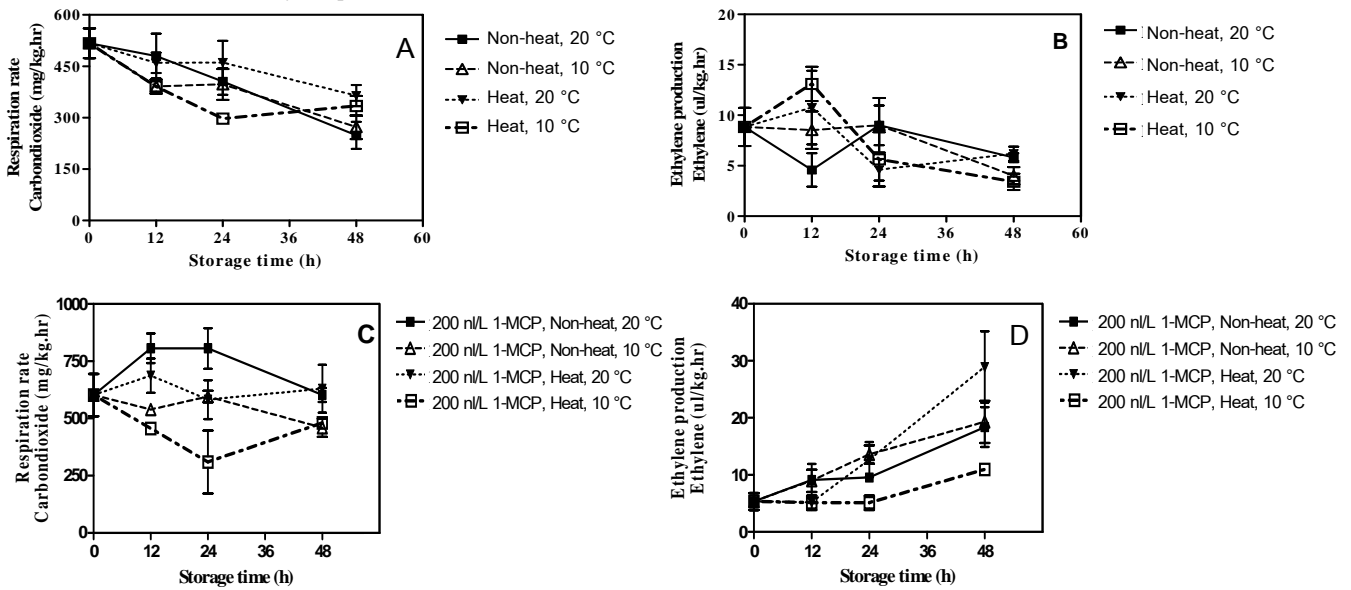 600
450
300
150
0
0
12
24
36
48
60
Respiration rate
Carbondioxide (mg/kg.hr)
Storage time (h)
A
Non-heat, 20 °C
Non-heat, 10 °C
Heat, 20 °C
Heat, 10 °C
20
15
10
5
0
0
12
24
36
48
60
Ethylene production
Ethylene (ul/kg.hr)
Storage time (h)
B
Non-heat, 20 °C
Non-heat, 10 °C
Heat, 20 °C
Heat, 10 °C
1000
750
500
250
0
0
12
24
36
48
Respiration rate
Carbondioxide (mg/kg.hr)
Storage time (h)
C
200 nl/L 1-MCP, Non-heat, 20 °C
200 nl/L 1-MCP, Non-heat, 10 °C
200 nl/L 1-MCP, Heat, 20 °C
200 nl/L 1-MCP, Heat, 10 °C
40
30
20
10
0
0
12
24
36
48
Ethylene production
Ethylene (ul/kg.hr)
Storage time (h)
D
200 nl/L 1-MCP, Non-heat, 20 °C
200 nl/L 1-MCP, Non-heat, 10 °C
200 nl/L 1-MCP, Heat, 20 °C
200 nl/L 1-MCP, Heat, 10 °C